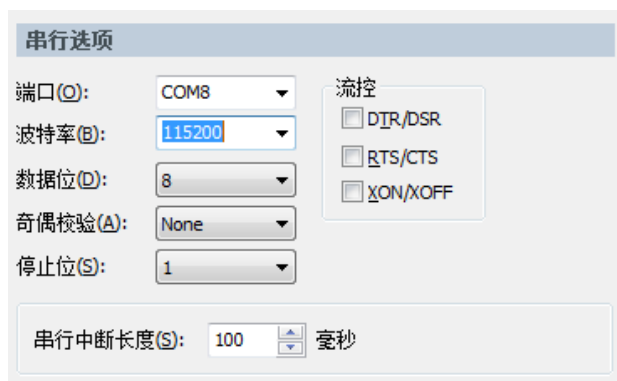 串行选项
端口(O): COM8
波特率(B): 115200
数据位(D): 8
奇偶校验(A): None
停止位(S): 1
流控
DTR/DSR
RTS/CTS
XON/XOFF
串行中断长度(S): 100 毫秒